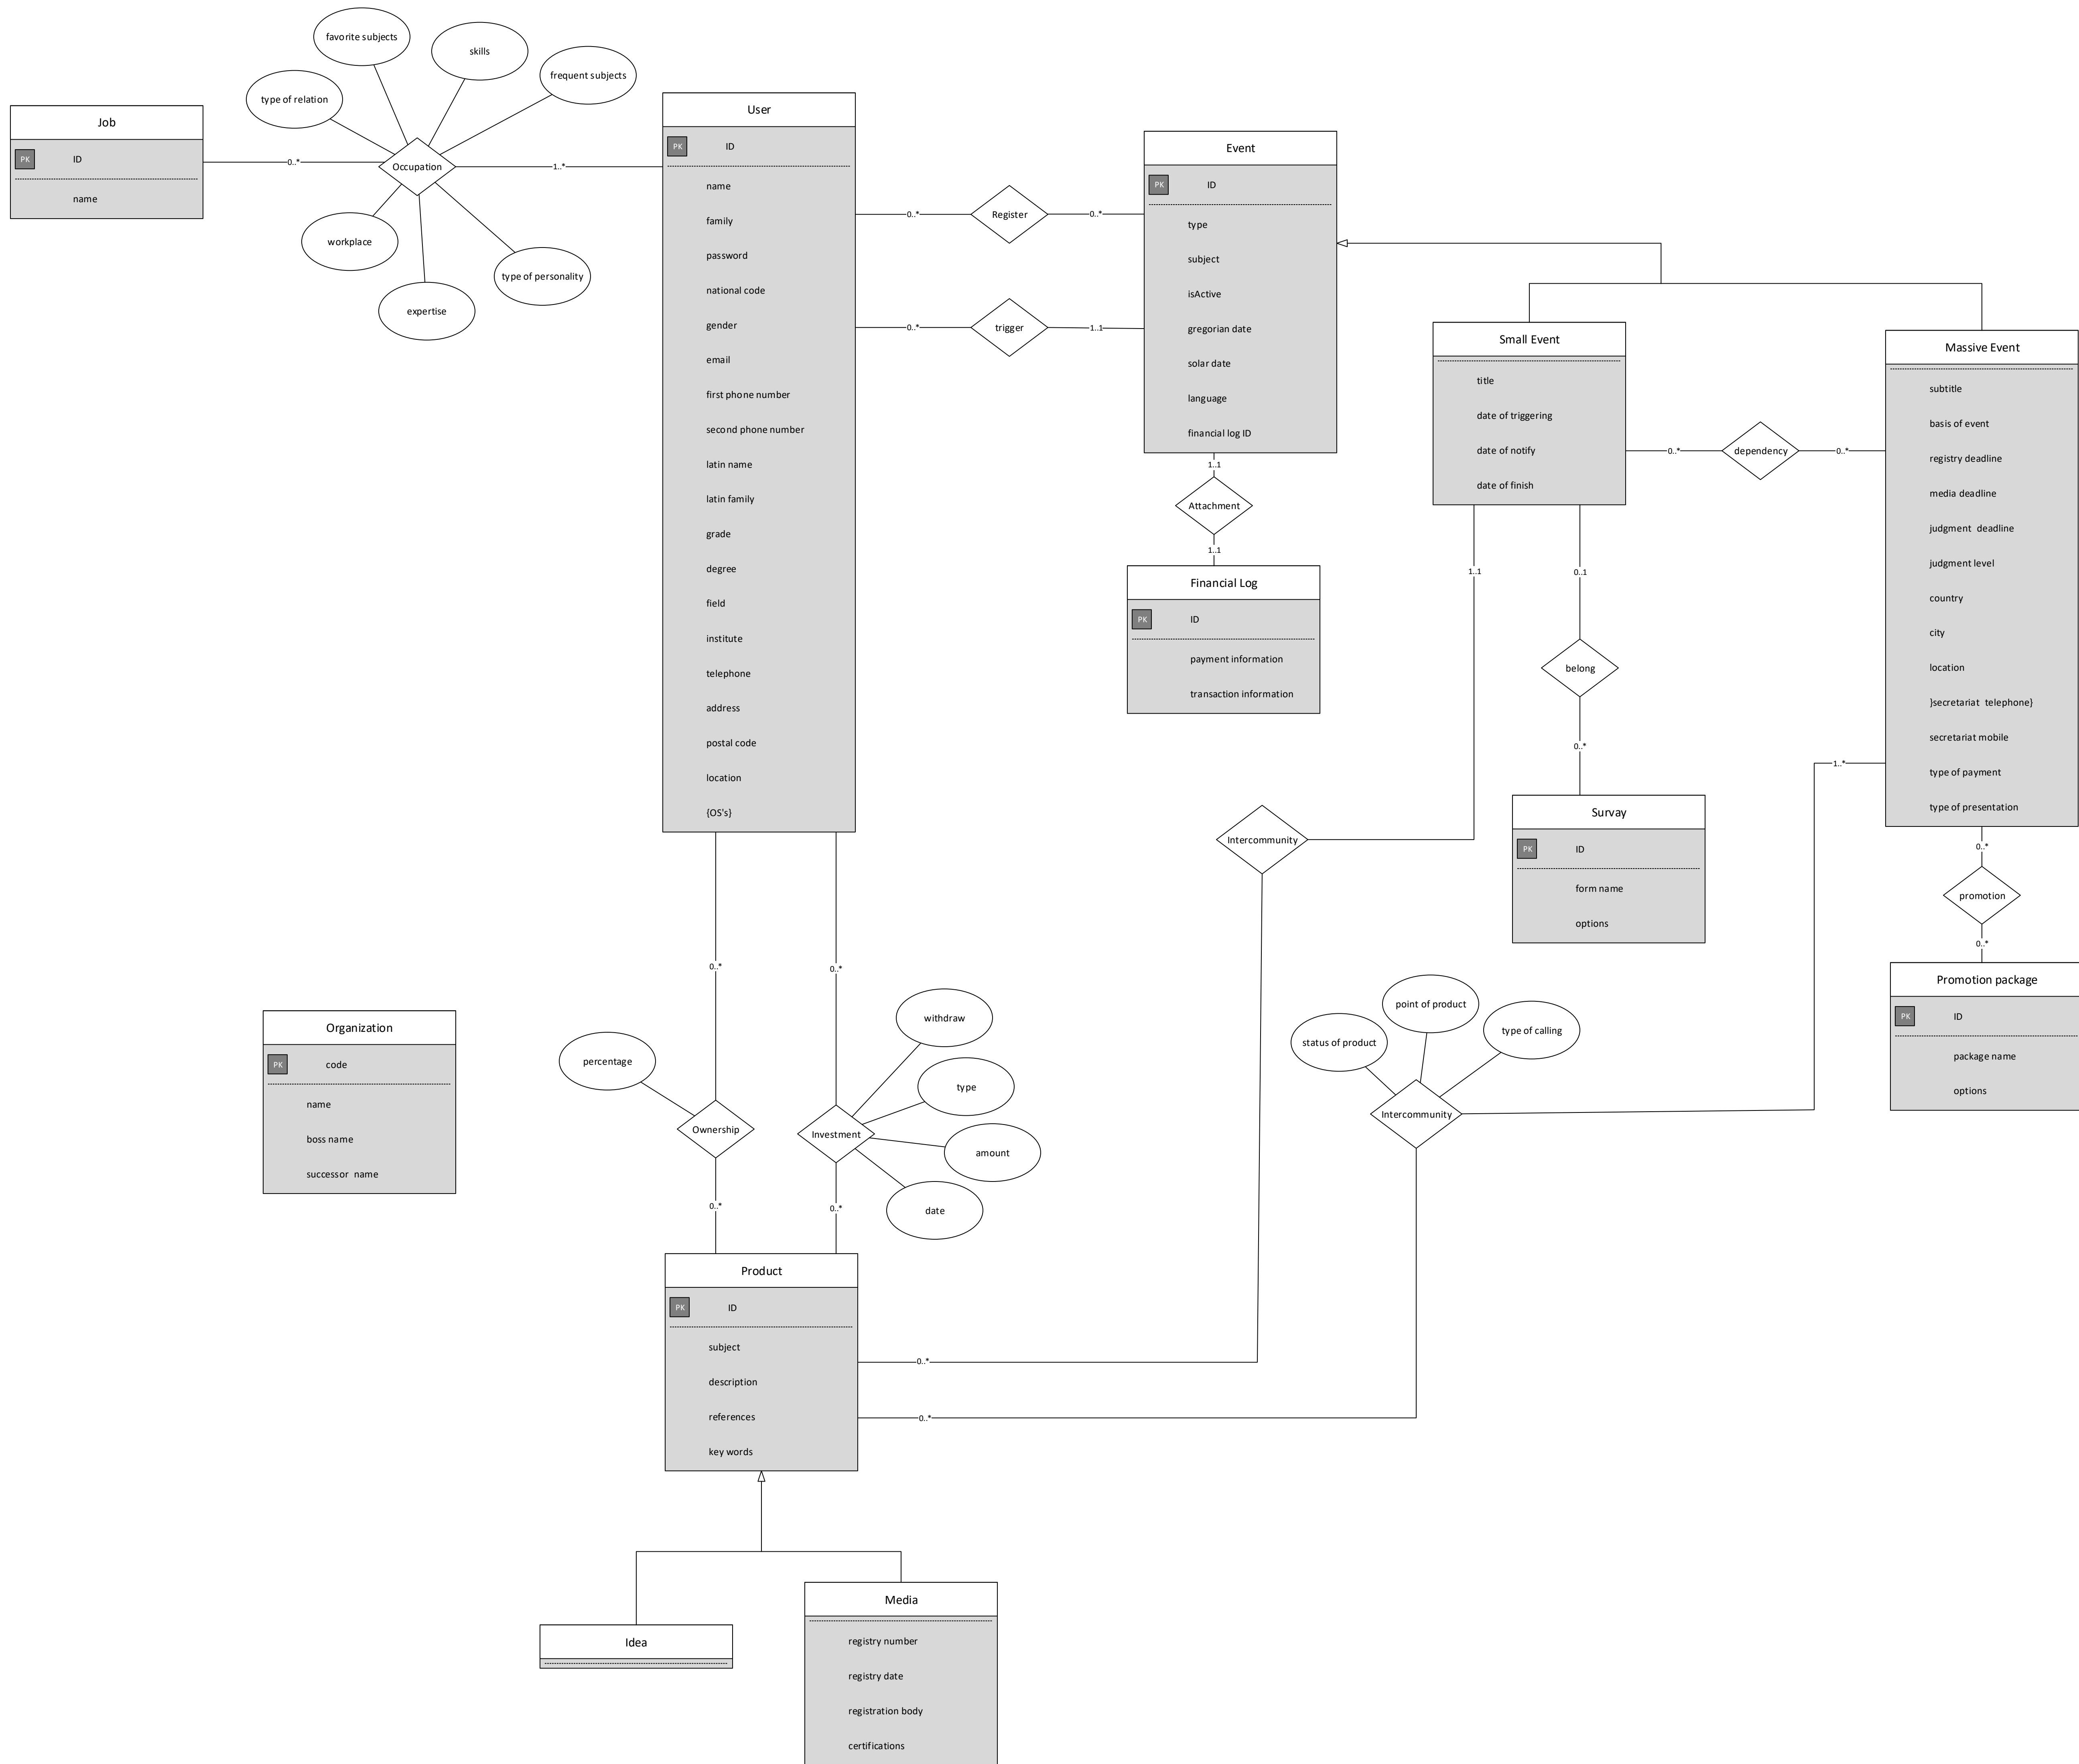 favorite subjects
skills
frequent subjects
type of relation
Job
PK ID
name
0..*
Occupation
1..*
workplace
expertise
type of personality
User
PK ID
name
family
password
national code
gender
email
first phone number
second phone number
latin name
latin family
grade
degree
field
institute
telephone
address
postal code
location
{OS's}
0..*
Register
0..*
0..*
trigger
1..1
Event
PK ID
type
subject
isActive
gregorian date
solar date
language
financial log ID
1..1
Attachment
1..1
Financial Log
PK ID
payment information
transaction information
Small Event
title
date of triggering
date of notify
date of finish
0..*
dependency
0..*
Massive Event
subtitle
basis of event
registry deadline
media deadline
judgment  deadline
judgment level
country
city
location
}secretariat  telephone}
secretariat mobile
type of payment
type of presentation
1..1
0..1
belong
0..*
Survay
PK ID
form name
options
1..*
0..*
promotion
0..*
Promotion package
PK ID
package name
options
Intercommunity
0..*
0..*
Organization
PK code
name
boss name
successor  name
percentage
Ownership
0..*
withdraw
type
amount
date
Investment
0..*
status of product
point of product
type of calling
Intercommunity
Product
PK ID
subject
description
references
key words
0..*
0..*
Idea
Media
registry number
registry date
registration body
certifications